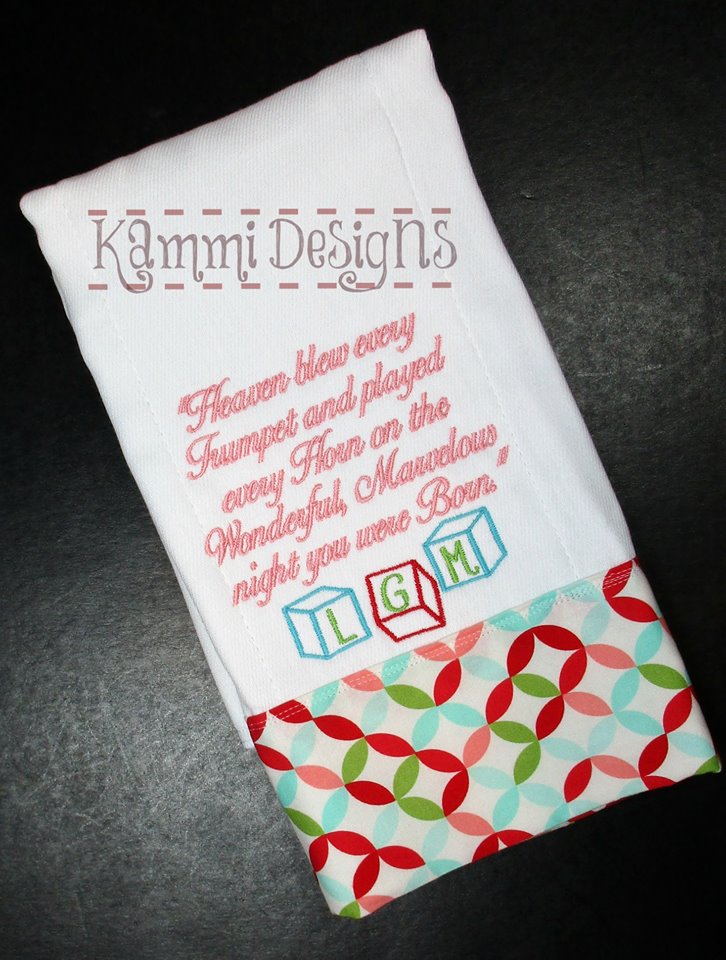 Kammi Designs
"Heaven blew every
Trumpet and played
every Horn on the
Wonderful, Marvelous
night you were Born."
L G M